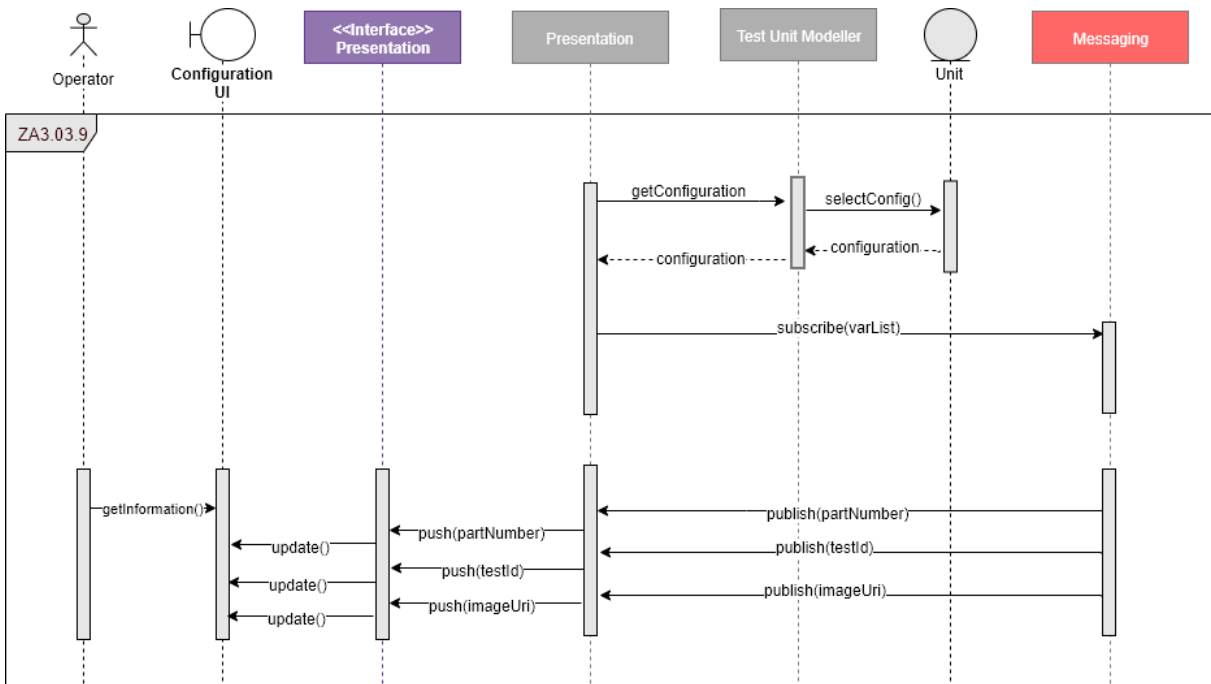 <<Interface>>
Presentation
Presentation
Test Unit Modeller
Messaging
Operator
Configuration
UI
Unit
ZA3.03.9
getConfiguration
selectConfig()
configuration
configuration
subscribe(varList)
getInformation()
publish(partNumber)
push(partNumber)
update()
publish(testId)
push(testId)
update()
publish(imageUri)
push(imageUri)
update()